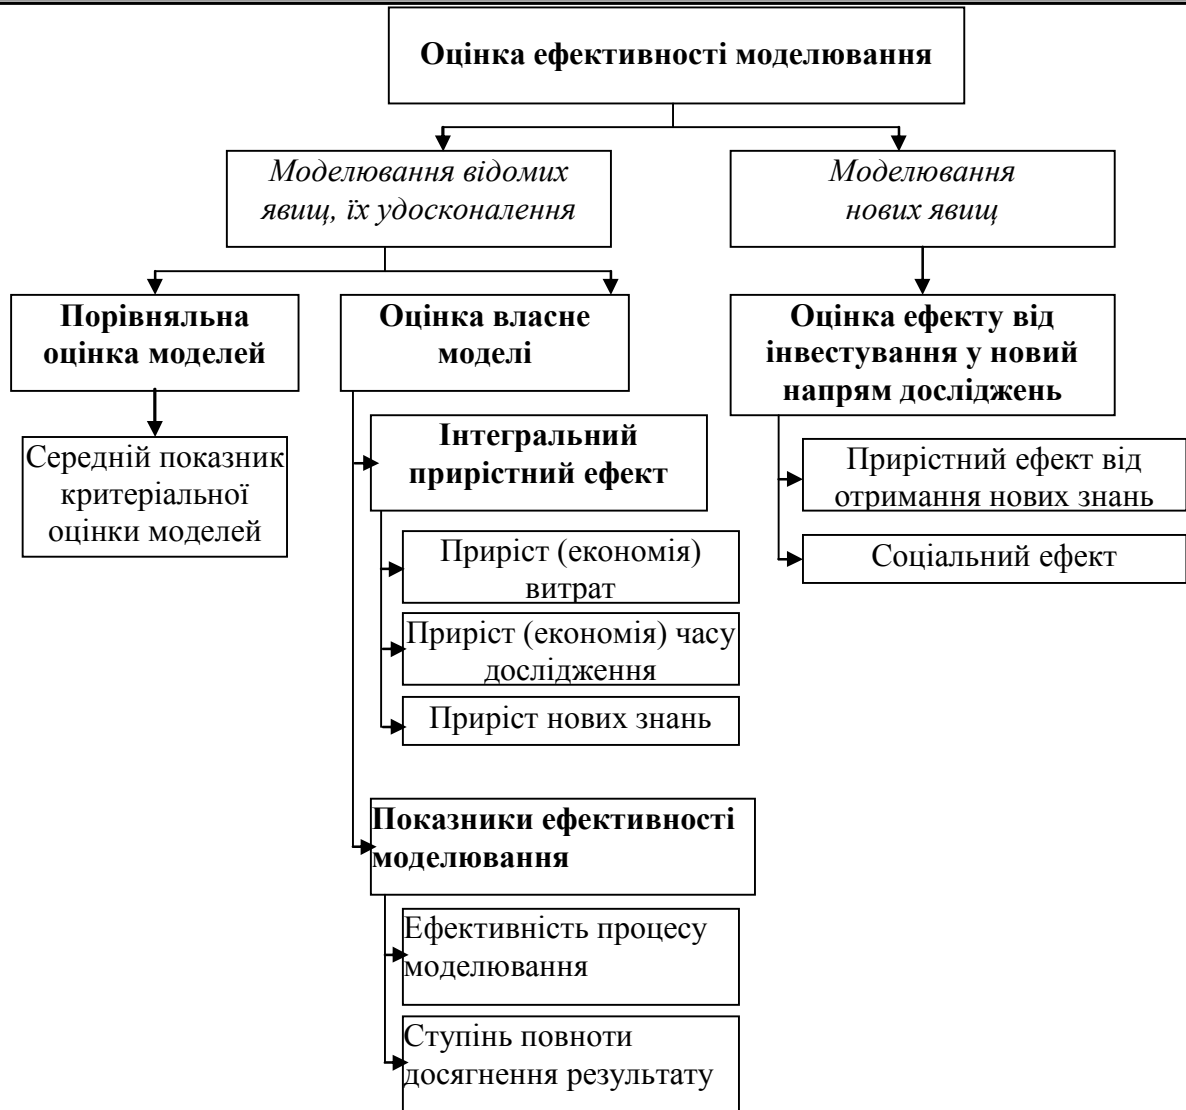 Оцінка ефективності моделювання
Моделювання відомих
явищ, їх удосконалення
Моделювання
нових явищ
Порівняльна
оцінка моделей
Середній показник
критеріальної
оцінки моделей
Оцінка власне
моделі
Інтегральний
прирістний ефект
Приріст (економія)
витрат
Приріст (економія) часу
дослідження
Приріст нових знань
Показники ефективності
моделювання
Ефективність процесу
моделювання
Ступінь повноти
досягнення результату
Оцінка ефекту від
інвестування у новий
напрям досліджень
Прирістний ефект від
отримання нових знань
Соціальний ефект